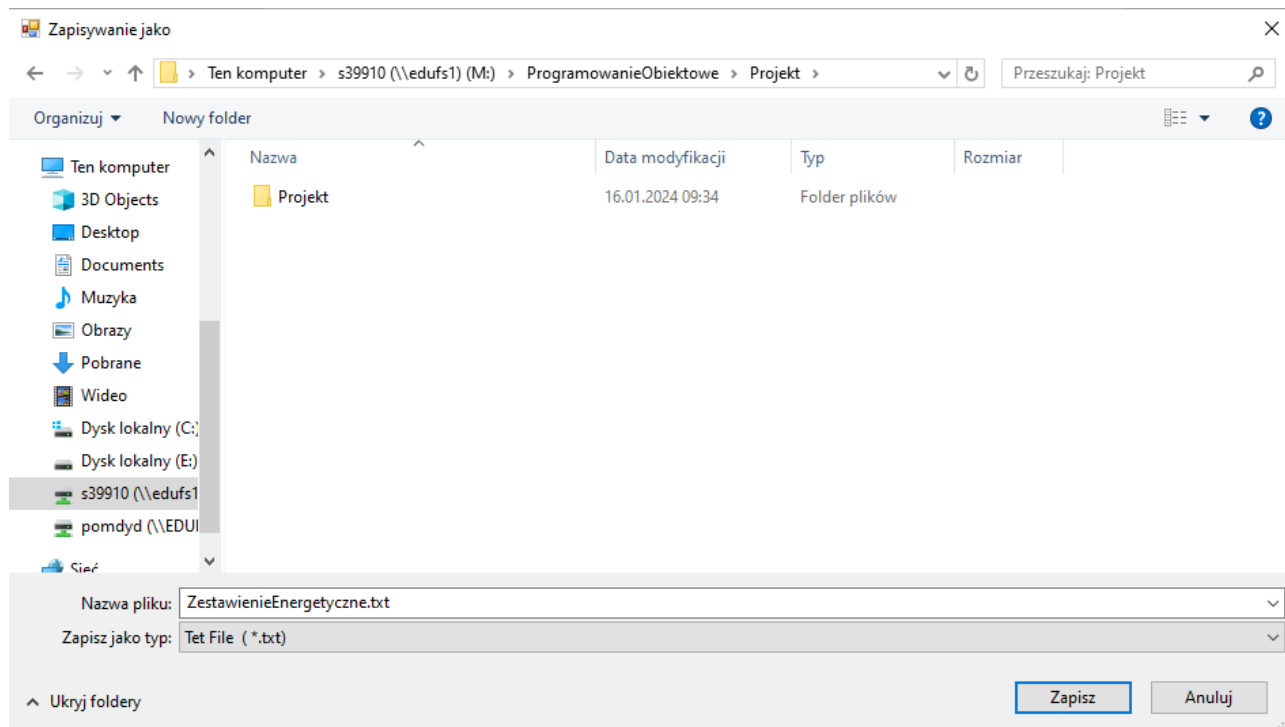 Zapisywanie jako
Ten komputer › s39910 (\\edufs1) (M:) › ProgramowanieObiektowe › Projekt › Przeszukaj: Projekt
Organizuj Nowy folder
Nazwa Data modyfikacji Typ Rozmiar
Projekt 16.01.2024 09:34 Folder plików
Ten komputer
3D Objects
Desktop
Documents
Muzyka
Obrazy
Pobrane
Wideo
Dysk lokalny (C:)
Dysk lokalny (E:)
s39910 (\\edufs1
pomdyd (\\EDUI
Sieć
Nazwa pliku: ZestawienieEnergetyczne.txt
Zapisz jako typ: Tet File ( *.txt)
Ukryj foldery Zapisz Anuluj